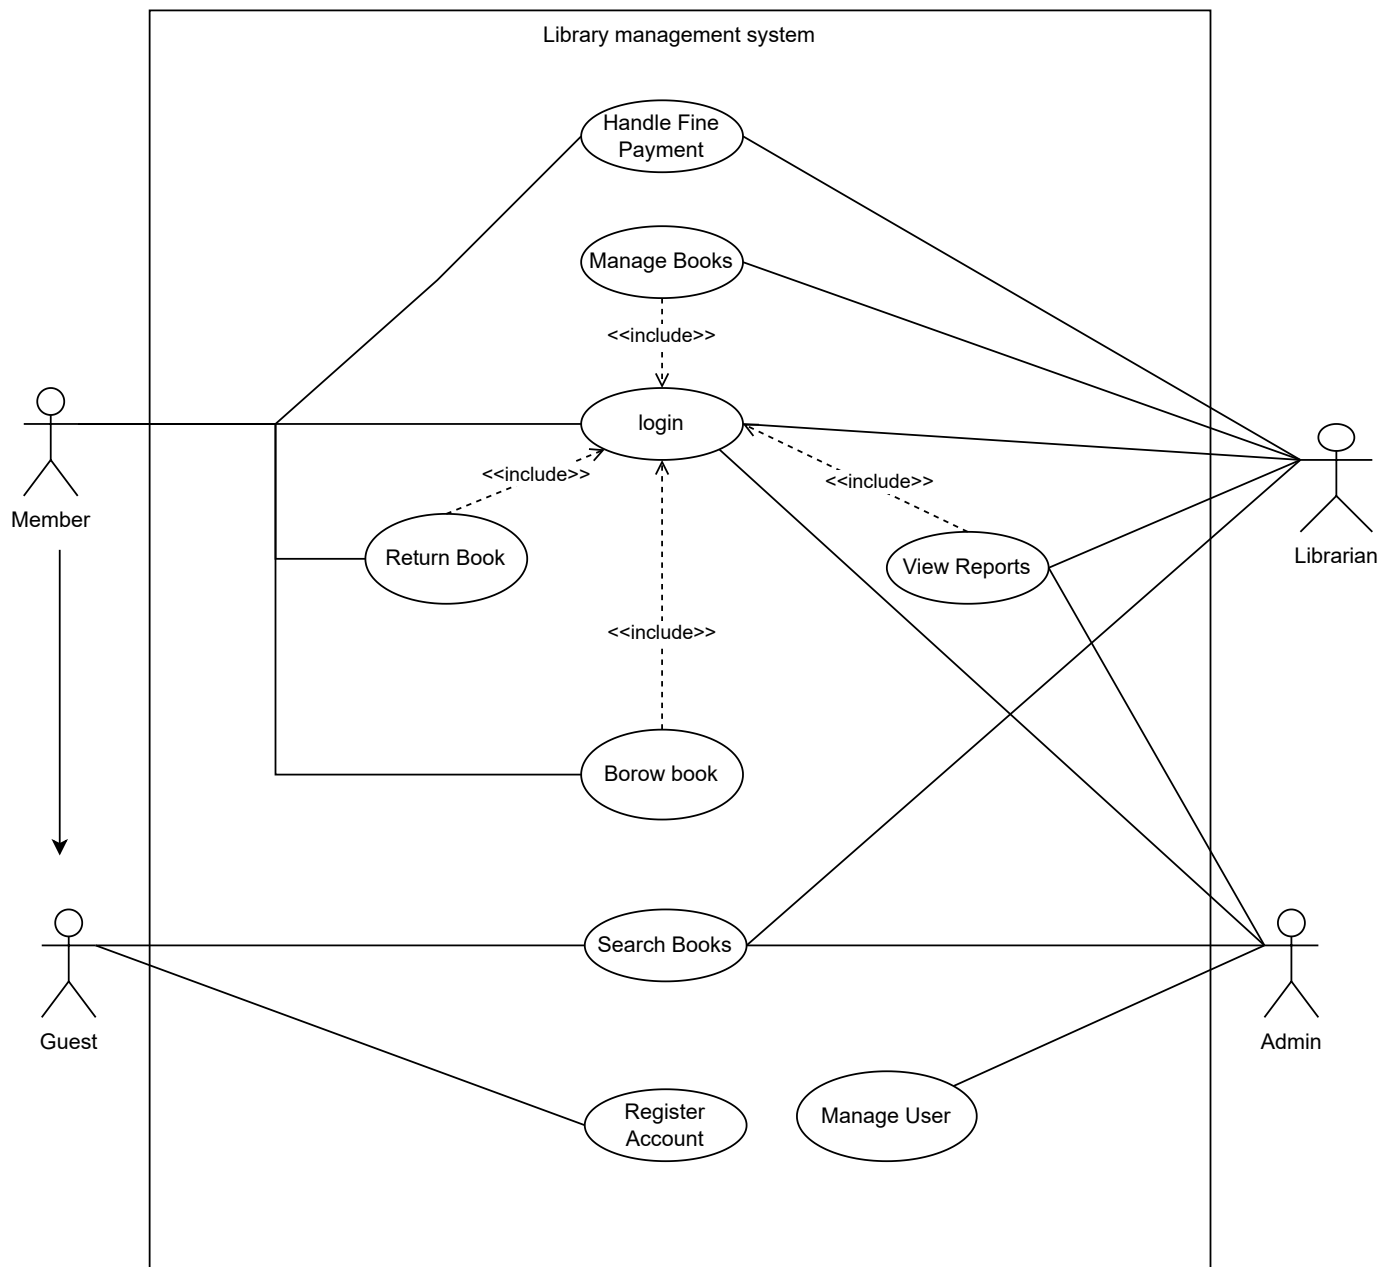 Library management system
Handle Fine
Payment
Manage Books
<<include>>
login
<<include>>
<<include>>
Member
Return Book
View Reports
Librarian
<<include>>
Borow book
Search Books
Guest
Admin
Register
Account
Manage User